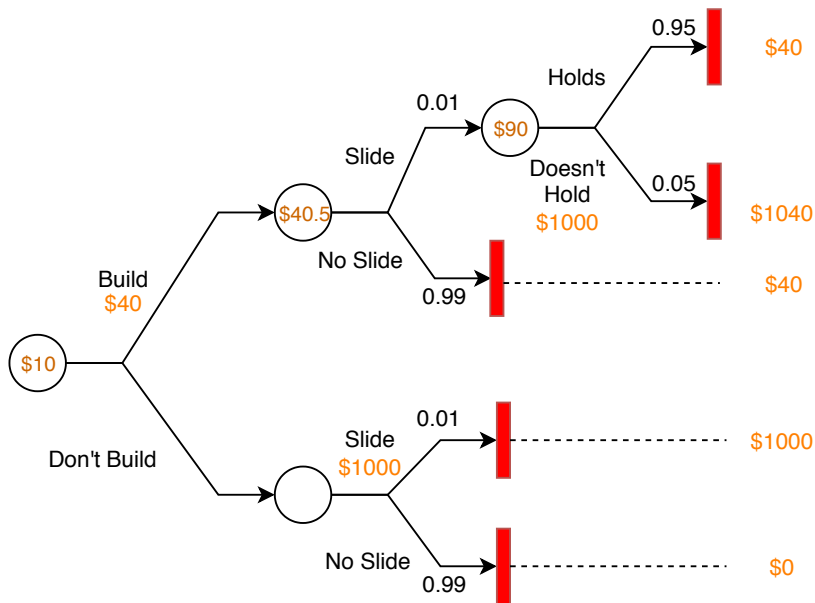 0.95
$40
Holds
0.01
$90
Slide
Doesn't
Hold
$1000
0.05
$1040
$40.5
No Slide
0.99
$40
Build
$40
$10
Don't Build
0.01
Slide
$1000
$1000
No Slide
0.99
$0